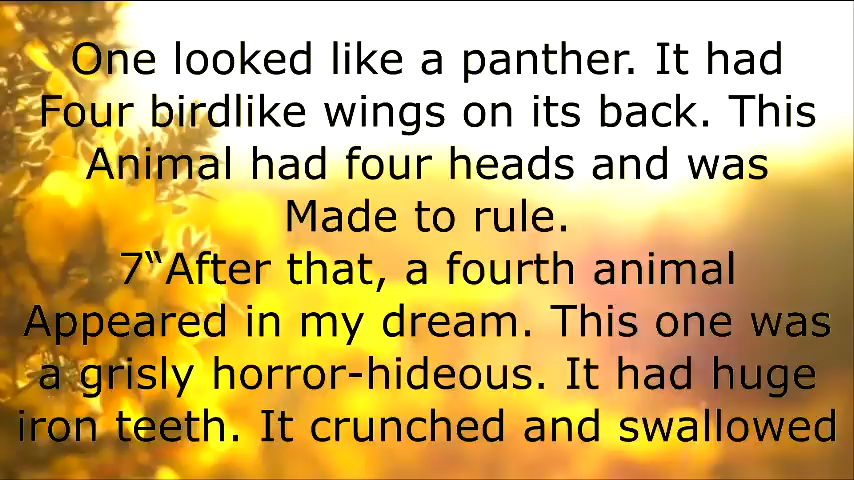 One looked like a panther. It had
Four birdlike wings on its back. This
Animal had four heads and was
Made to rule.
7“After that, a fourth animal
Appeared in my dream. This one was
a grisly horror-hideous. It had huge
iron teeth. It crunched and swallowed